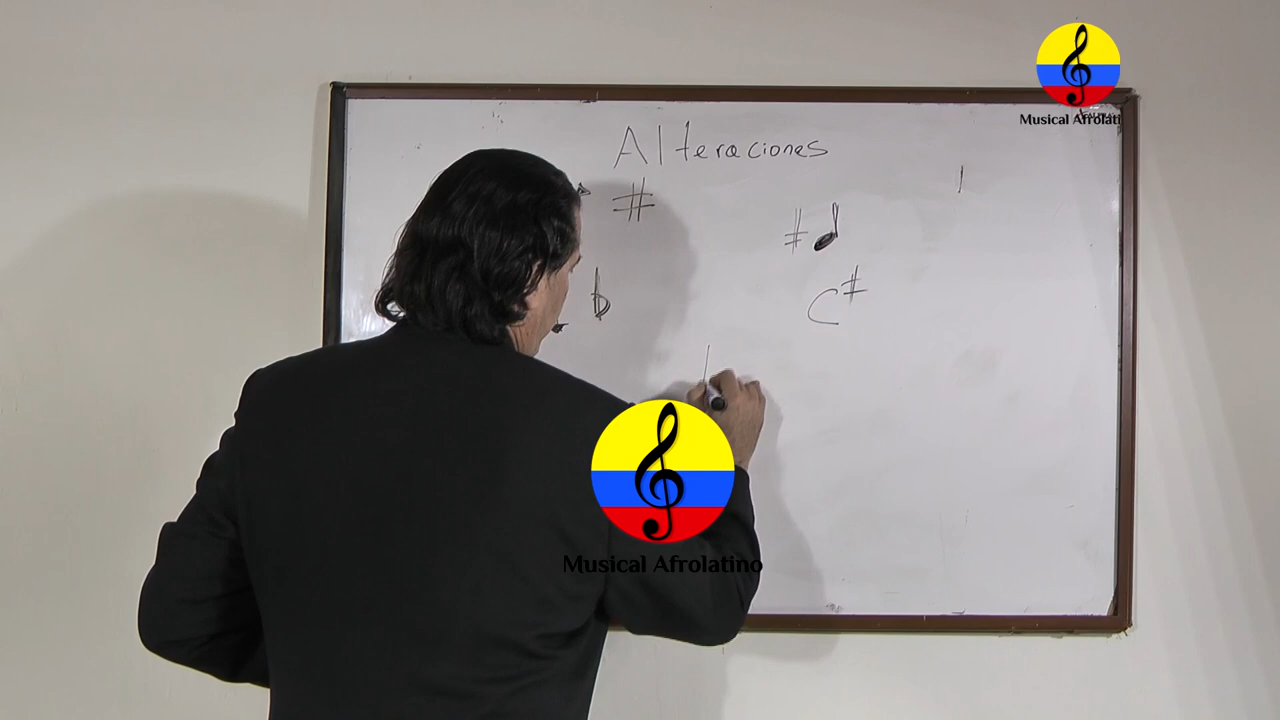 Musical Afrolati
Alteraciones
#
# 
b
C#
Musical Afrolatino